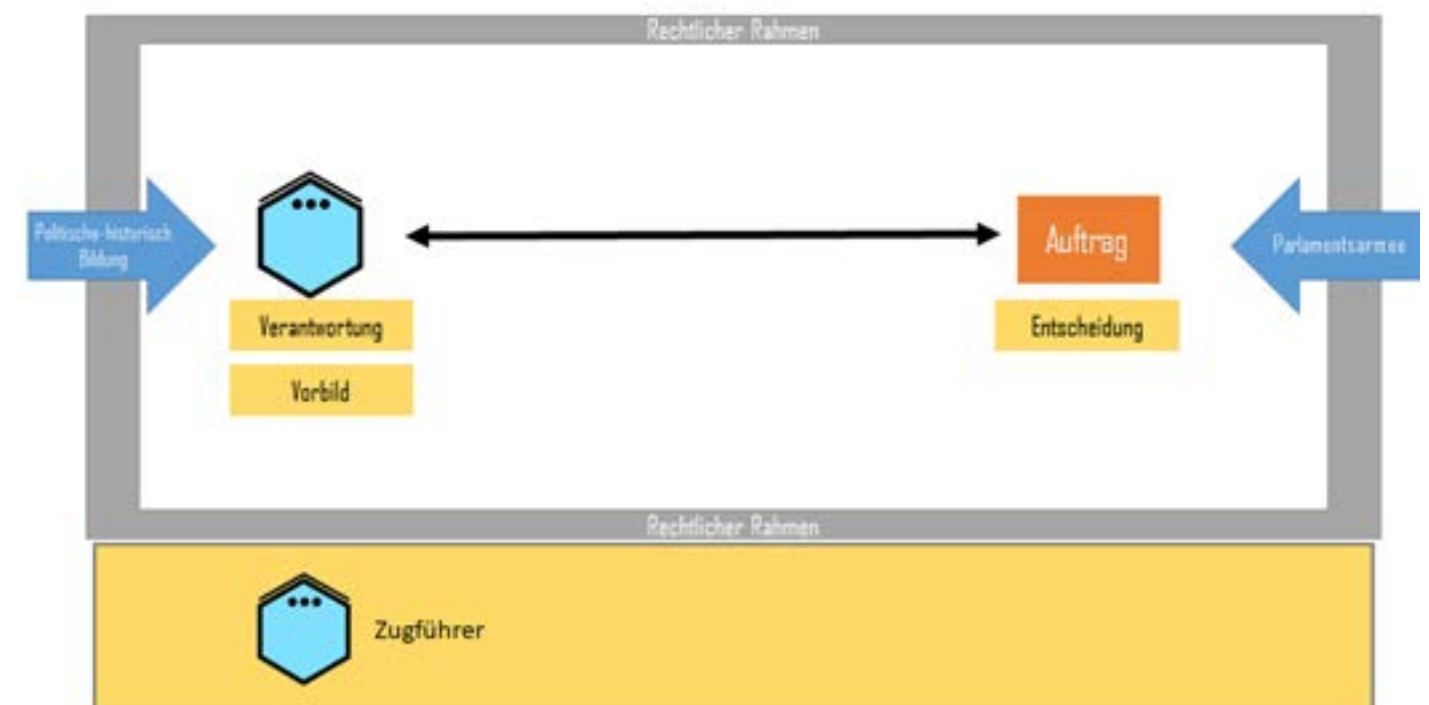 Rechtlicher Rahmen
Politische-historisch
Bildung
Auftrag
Parlamentsarmee
Verantwortung
Entscheidung
Vorbild
Rechtlicher Rahmen
Zugführer